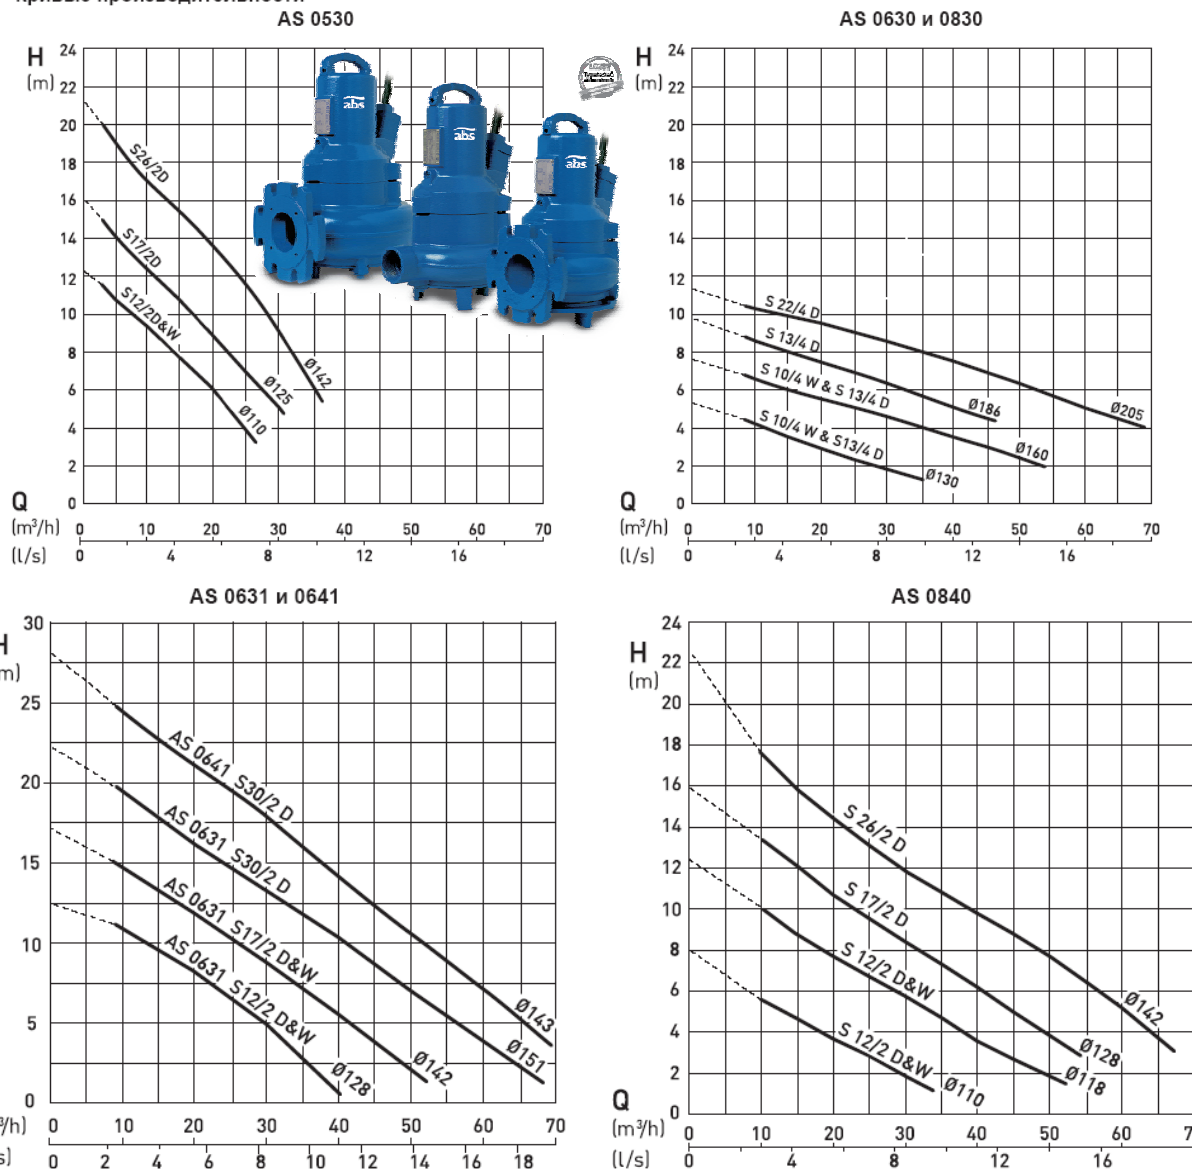 Кривые производительности
AS 0530
H
(m)
24
22
20
18
16
14
12
10
8
6
4
2
0
S26/2D
S17/2D
S12/2D&W
Ø142
Ø125
Ø110
abs
abs
abs
Q
(m³/h)
0 10 20 30 40 50 60 70
(l/s)
0 4 8 12 16
AS 0630 и 0830
H
(m)
24
22
20
18
16
14
12
10
8
6
4
2
0
S 22/4 D
S 13/4 D
S 10/4 W & S 13/4 D
S 10/4 W & S13/4 D
Ø205
Ø186
Ø160
Ø130
Q
(m³/h)
0 10 20 30 40 50 60 70
(l/s)
0 4 8 12 16
AS 0631 и 0641
H
m)
30
25
20
15
10
5
0
AS 0641 S30/2 D
AS 0631 S30/2 D
AS 0631 S17/2 D&W
AS 0631 S12/2 D&W
Ø143
Ø151
Ø142
Ø128
³/h)
0 10 20 30 40 50 60 70
s)
0 2 4 6 8 10 12 14 16 18
AS 0840
H
(m)
24
22
20
18
16
14
12
10
8
6
4
2
0
S 26/2 D
S 17/2 D
S 12/2 D&W
S 12/2 D&W
Ø142
Ø128
Ø118
Ø110
Q
(m³/h)
0 10 20 30 40 50 60 70
(l/s)
0 4 8 12 16